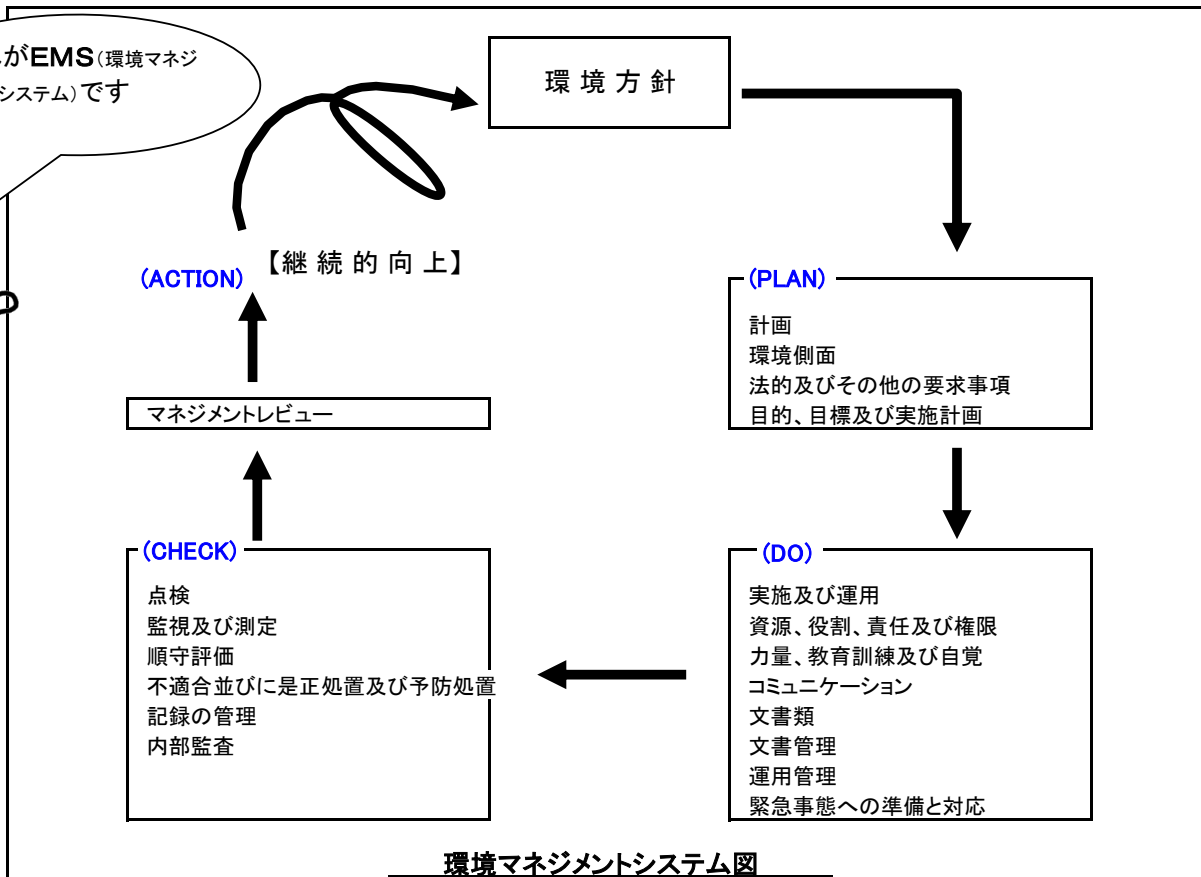 がEMS(環境マネジ
システム)です
環境方針
【継続的向上】
(ACTION)
(PLAN)
計画
環境側面
法的及びその他の要求事項
目的、目標及び実施計画
マネジメントレビュー
(CHECK)
点検
監視及び測定
順守評価
不適合並びに是正処置及び予防処置
記録の管理
内部監査
(DO)
実施及び運用
資源、役割、責任及び権限
力量、教育訓練及び自覚
コミュニケーション
文書類
文書管理
運用管理
緊急事態への準備と対応
環境マネジメントシステム図